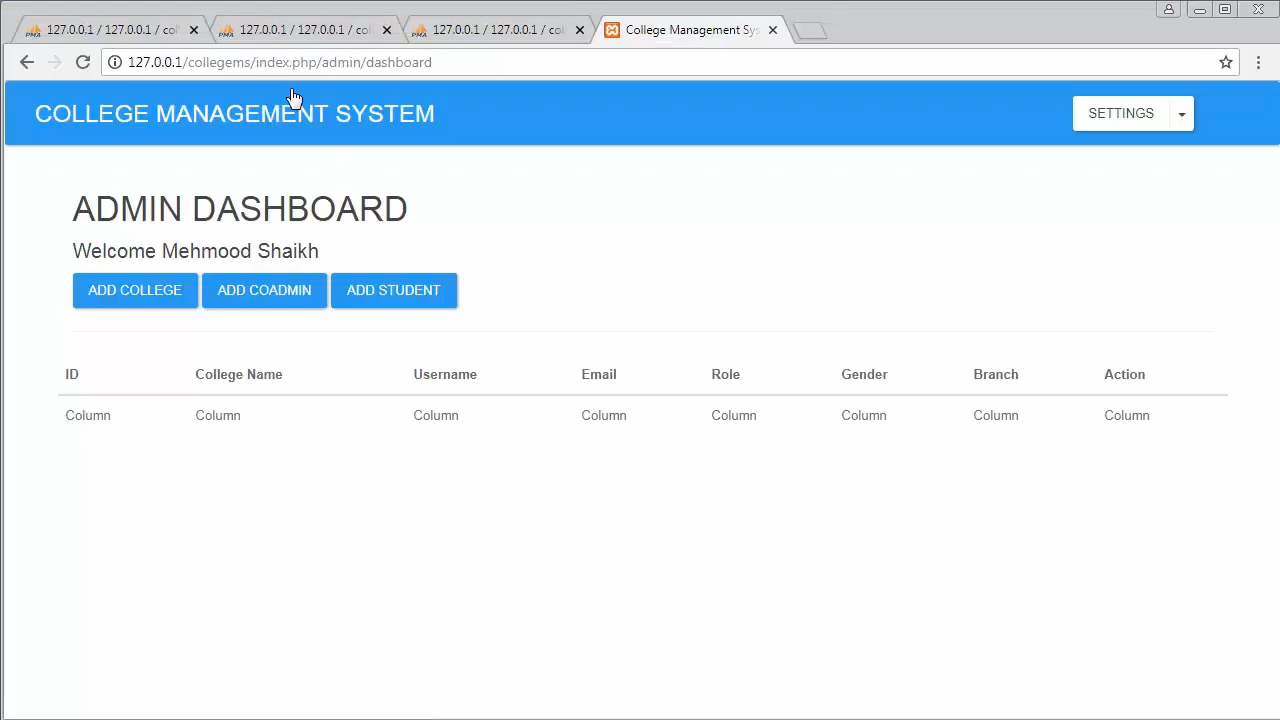 127.0.0.1 / 127.0.0.1 / col 127.0.0.1 / 127.0.0.1 / col 127.0.0.1 / 127.0.0.1 / col College Management Sys
127.0.0.1/collegems/index.php/admin/dashboard
COLLEGE MANAGEMENT SYSTEM SETTINGS
ADMIN DASHBOARD
Welcome Mehmood Shaikh
ADD COLLEGE ADD COADMIN ADD STUDENT
ID College Name Username Email Role Gender Branch Action
Column Column Column Column Column Column Column Column